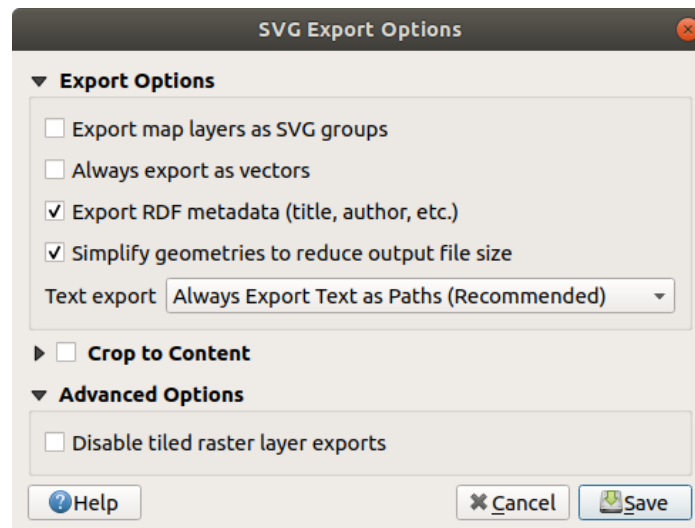 SVG Export Options
Export Options
Export map layers as SVG groups
Always export as vectors
Export RDF metadata (title, author, etc.)
Simplify geometries to reduce output file size
Text export Always Export Text as Paths (Recommended)
Crop to Content
Advanced Options
Disable tiled raster layer exports
Help Cancel Save